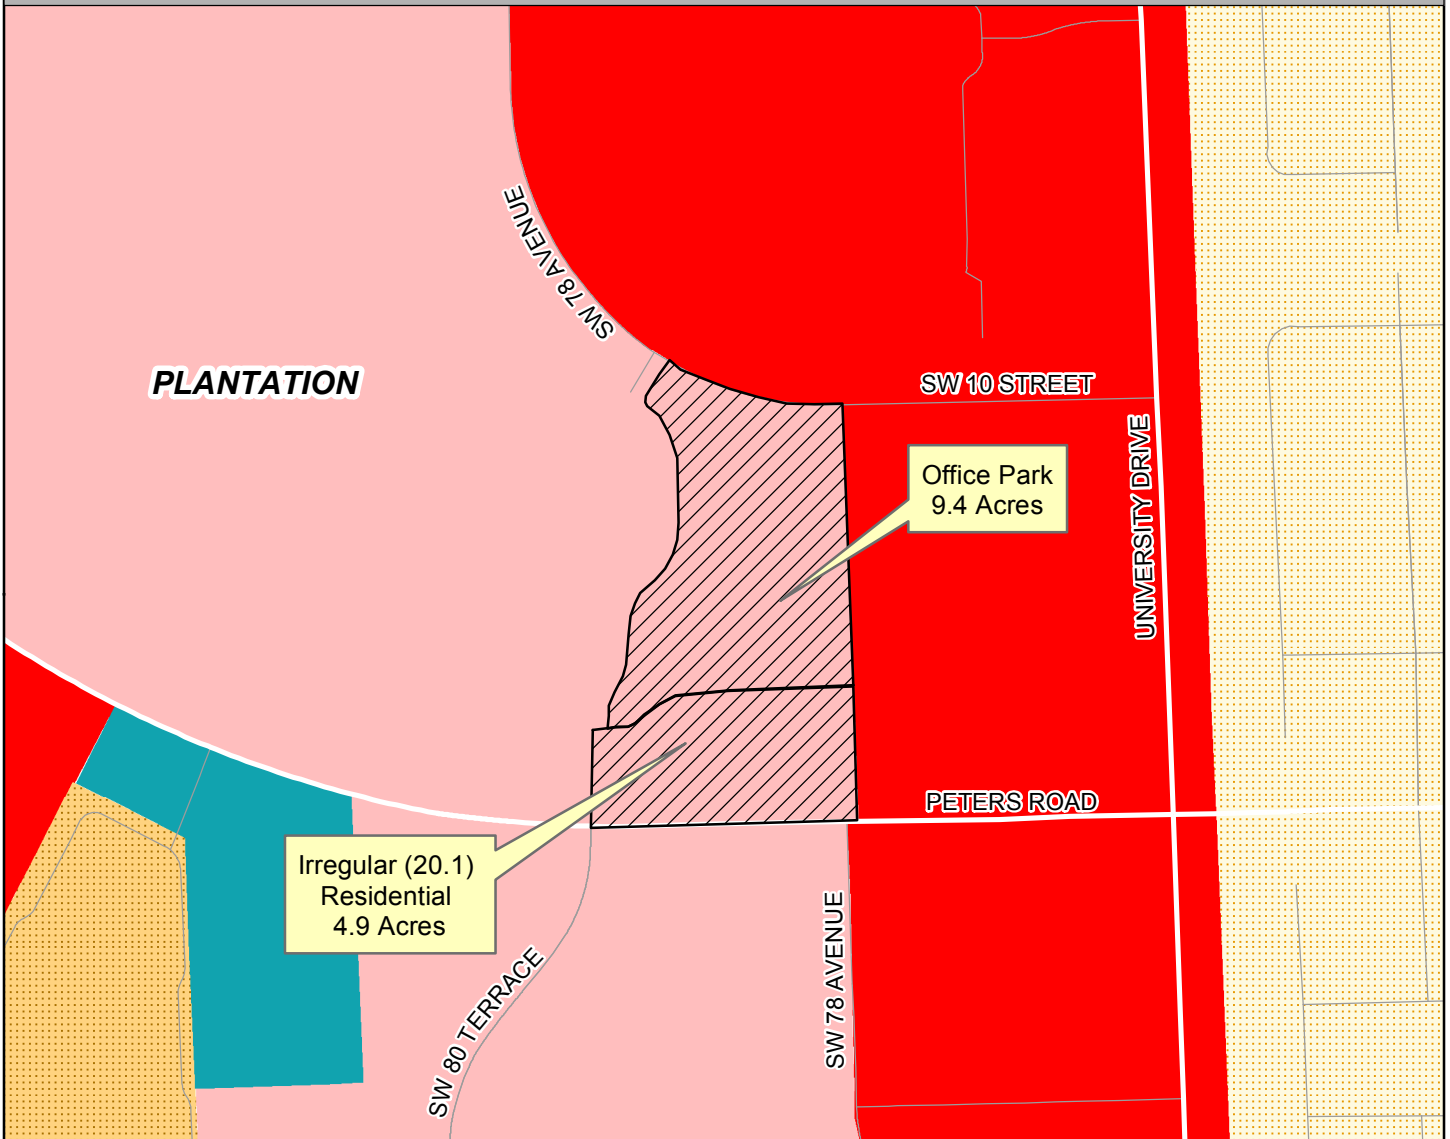 SW 78 AVENUE
PLANTATION
SW 10 STREET
UNIVERSITY DRIVE
Office Park
9.4 Acres
PETERS ROAD
Irregular (20.1)
Residential
4.9 Acres
SW 78 AVENUE
SW 80 TERRACE